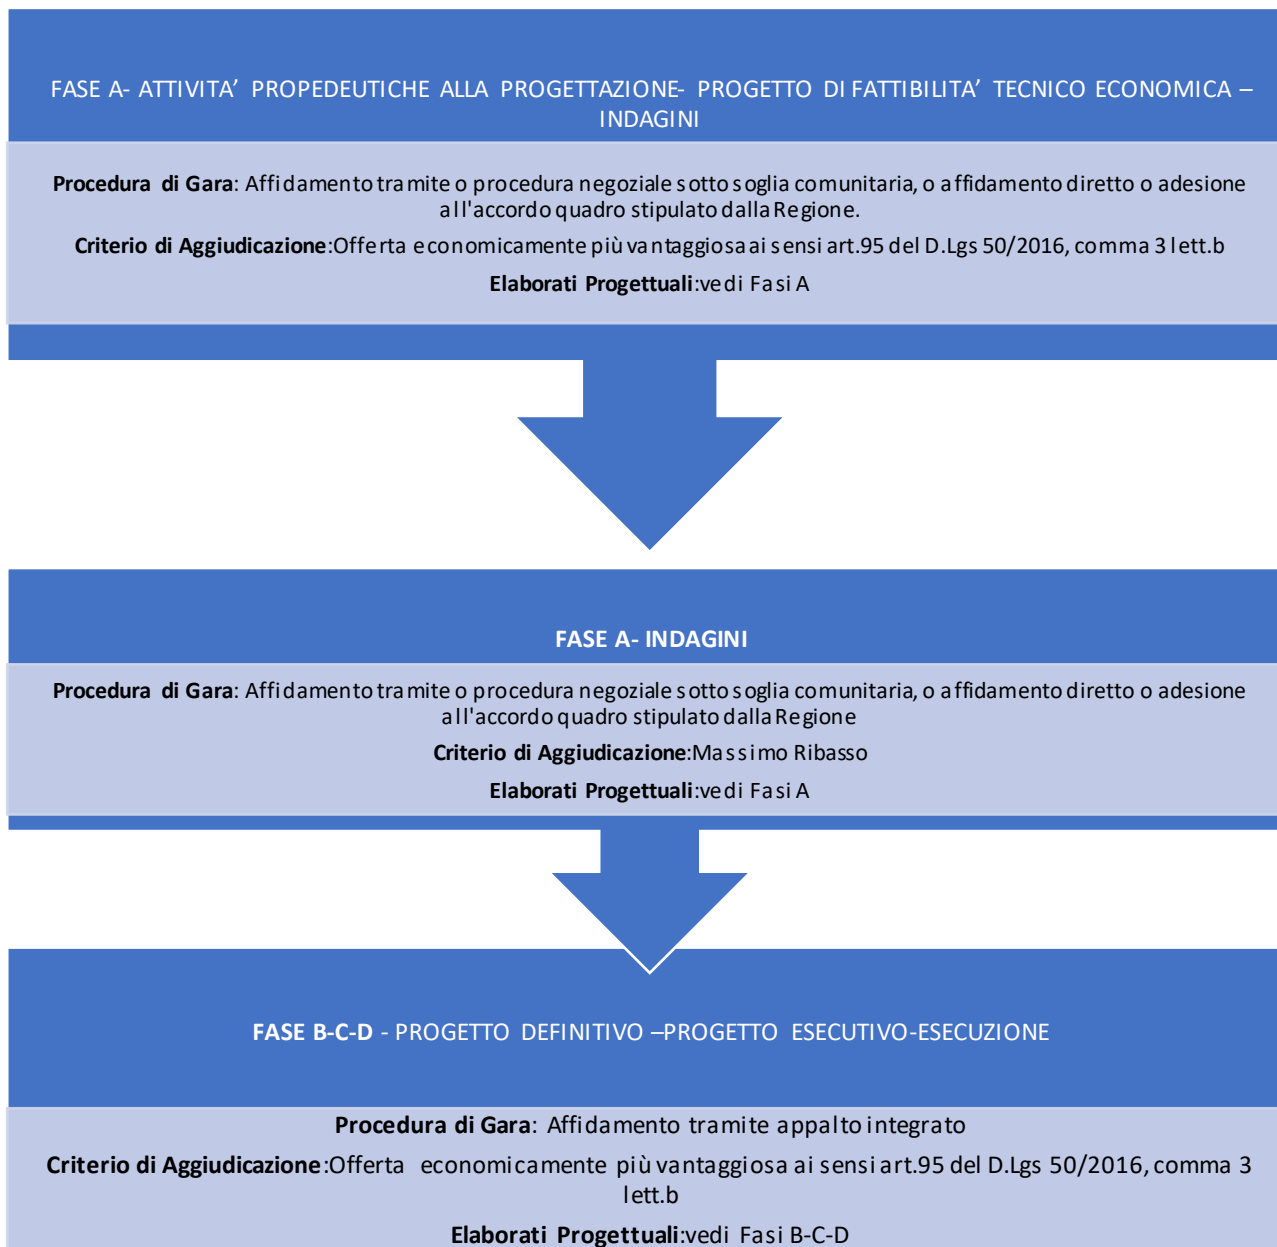 FASE A- ATTIVITA’ PROPEDEUTICHE ALLA PROGETTAZIONE- PROGETTO DI FATTIBILITA’ TECNICO ECONOMICA –
INDAGINI
Procedura di Gara: Affidamento tramite o procedura negoziale sotto soglia comunitaria, o affidamento diretto o adesione
all'accordo quadro stipulato dalla Regione.
Criterio di Aggiudicazione:Offerta economicamente più vantaggiosa ai sensi art.95 del D.Lgs 50/2016, comma 3 lett.b
Elaborati Progettuali:vedi Fasi A
FASE A- INDAGINI
Procedura di Gara: Affidamento tramite o procedura negoziale sotto soglia comunitaria, o affidamento diretto o adesione
all'accordo quadro stipulato dalla Regione
Criterio di Aggiudicazione:Massimo Ribasso
Elaborati Progettuali:vedi Fasi A
FASE B-C-D - PROGETTO DEFINITIVO –PROGETTO ESECUTIVO-ESECUZIONE
Procedura di Gara: Affidamento tramite appalto integrato
Criterio di Aggiudicazione:Offerta economicamente più vantaggiosa ai sensi art.95 del D.Lgs 50/2016, comma 3
lett.b
Elaborati Progettuali:vedi Fasi B-C-D